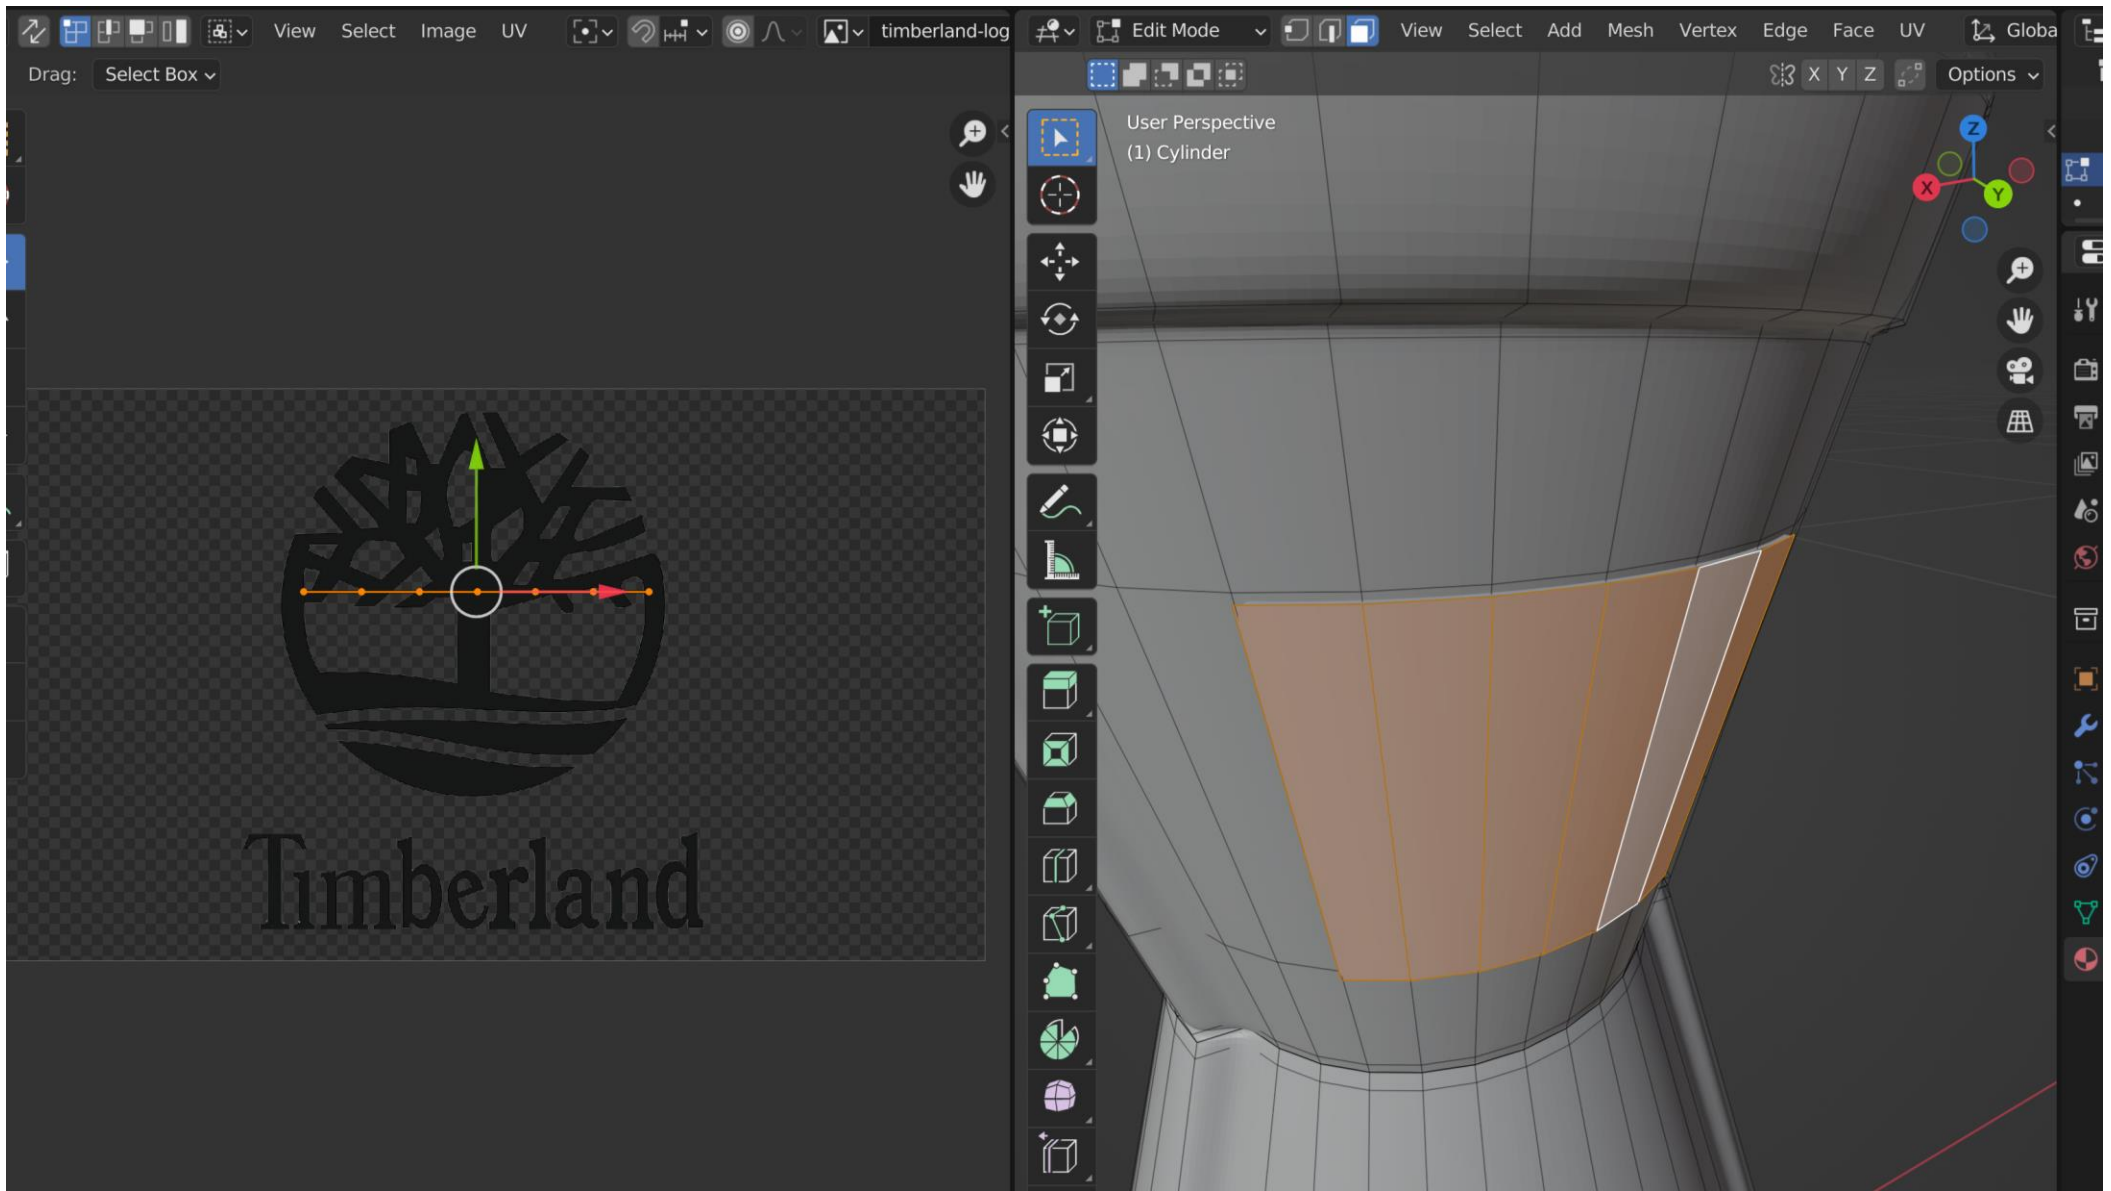 View Select Image UV timberland-log
Drag: Select Box
Timberland
Edit Mode View Select Add Mesh Vertex Edge Face UV Globa
X Y Z Options
User Perspective
(1) Cylinder
Z
X
Y